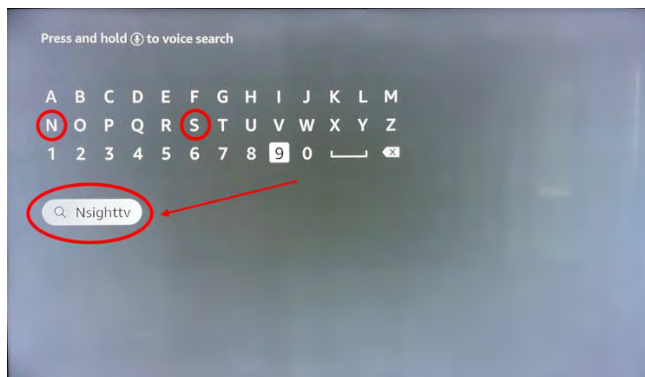 Press and hold to voice search
A B C D E F G H I J K L M
N O P Q R S T U V W X Y Z
1 2 3 4 5 6 7 8 9 0
Nsighttv